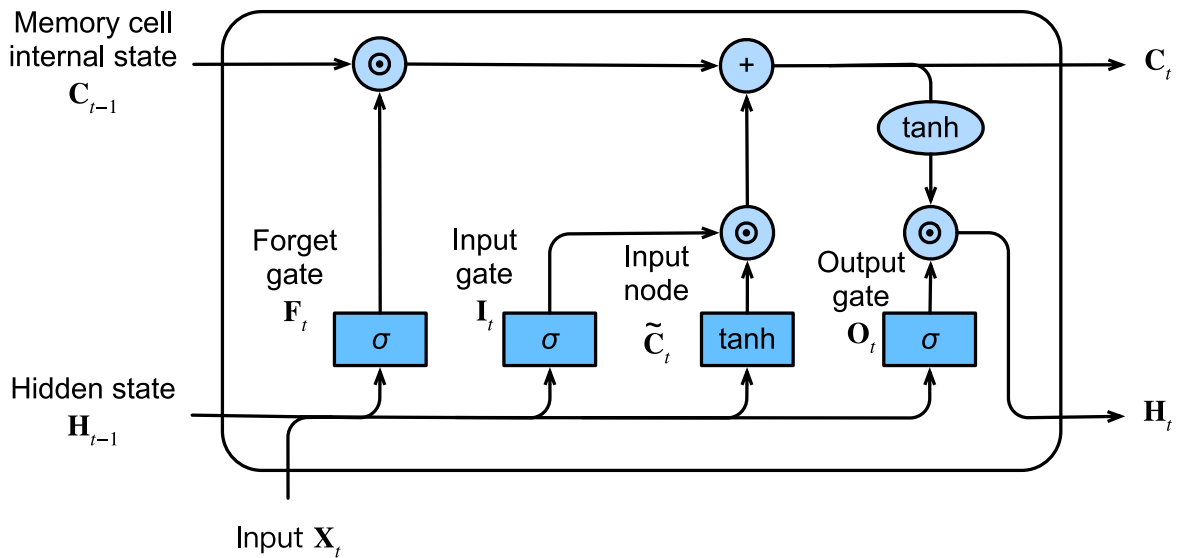 Memory cell
internal state
C_{t−1}
⊙
+
C_t
tanh
Forget
gate
F_t
Input
gate
I_t
Input
node
C̃_t
⊙
Output
gate
O_t
⊙
σ
σ
tanh
σ
Hidden state
H_{t−1}
H_t
Input X_t